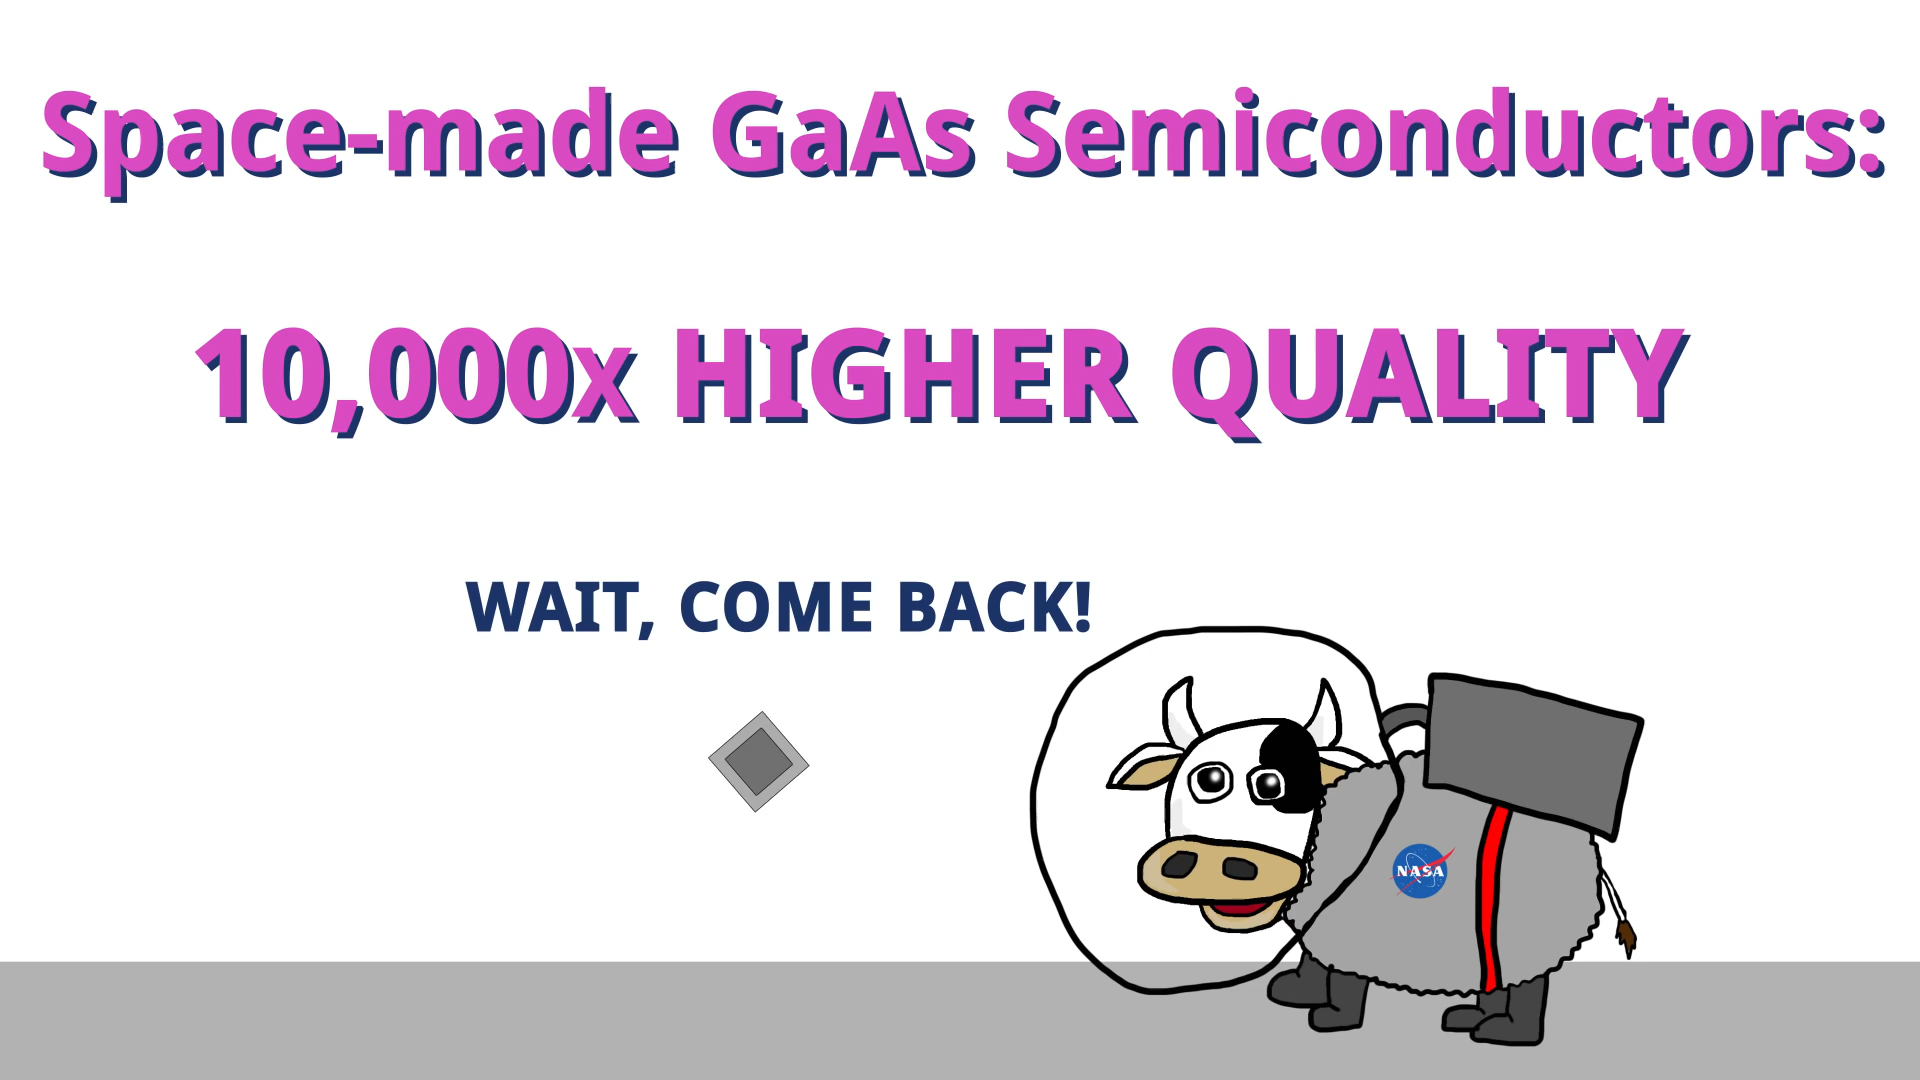 Space-made GaAs Semiconductors:
10,000x HIGHER QUALITY
WAIT, COME BACK!
NASA